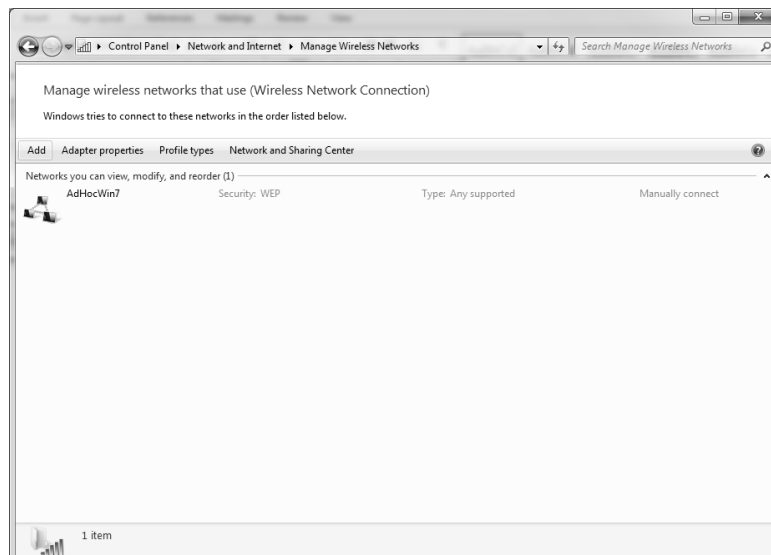 Control Panel ▸ Network and Internet ▸ Manage Wireless Networks
Search Manage Wireless Networks
Manage wireless networks that use (Wireless Network Connection)
Windows tries to connect to these networks in the order listed below.
Add Adapter properties Profile types Network and Sharing Center
Networks you can view, modify, and reorder (1)
AdHocWin7 Security: WEP Type: Any supported Manually connect
1 item